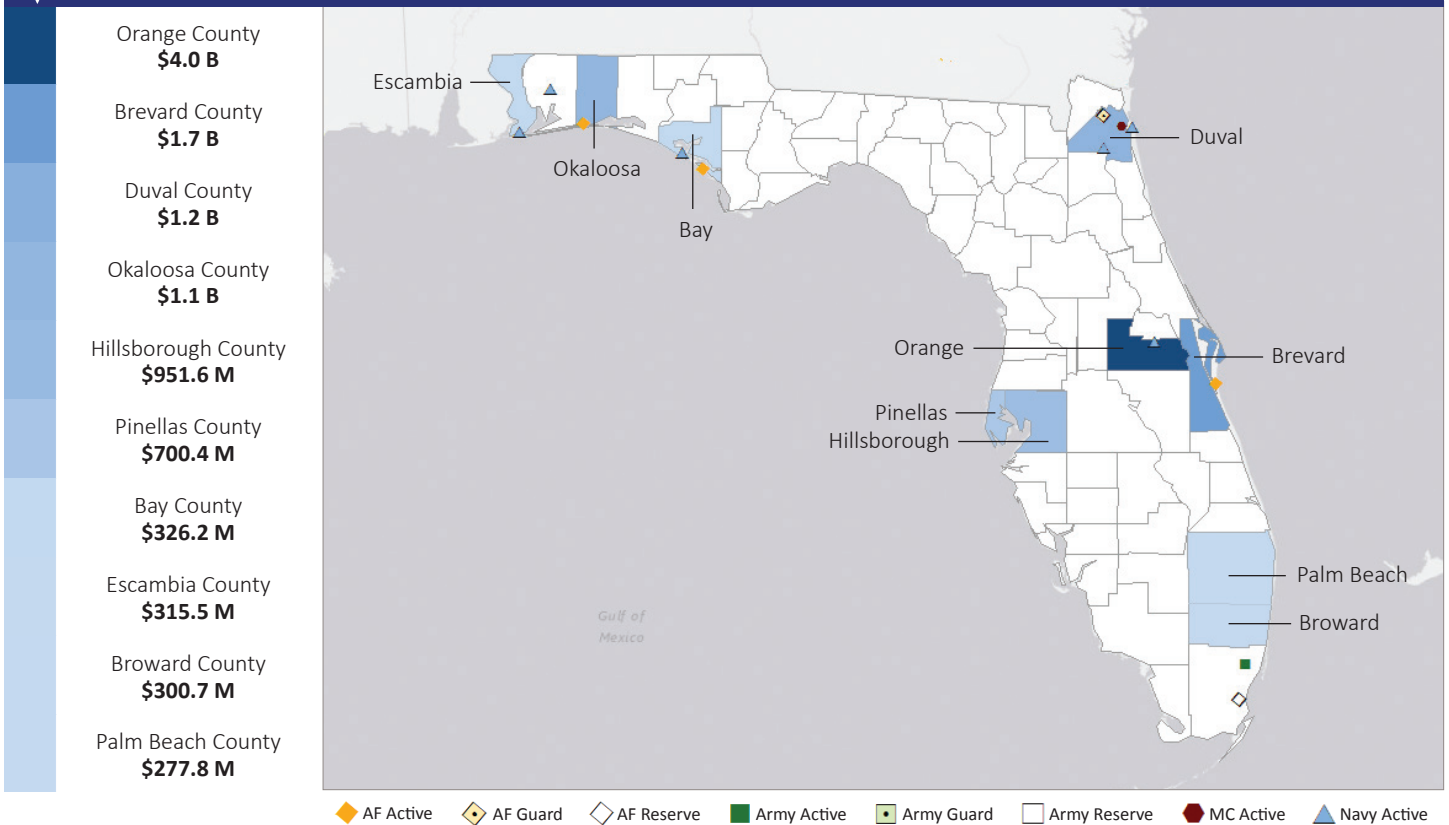 Orange County
$4.0 B
Brevard County
$1.7 B
Duval County
$1.2 B
Okaloosa County
$1.1 B
Hillsborough County
$951.6 M
Pinellas County
$700.4 M
Bay County
$326.2 M
Escambia County
$315.5 M
Broward County
$300.7 M
Palm Beach County
$277.8 M
Escambia
Okaloosa
Bay
Duval
Orange
Brevard
Pinellas
Hillsborough
Palm Beach
Broward
Gulf of
Mexico
AF Active AF Guard AF Reserve Army Active Army Guard Army Reserve MC Active Navy Active